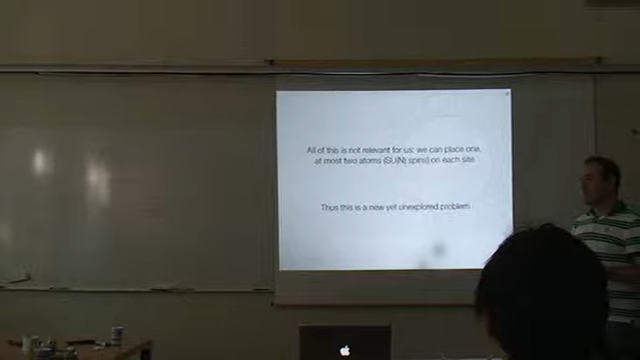 All of this is not relevant for us: we can place one,
at most two atoms (SU(N) spins) on each site
Thus this is a new yet unexplored problem